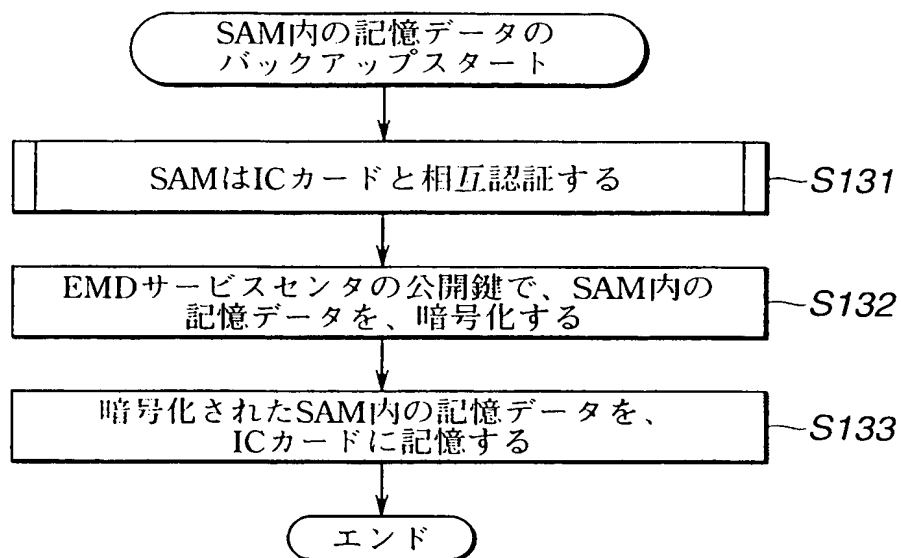 SAM内の記憶データの
バックアップスタート
SAMはICカードと相互認証する
S131
EMDサービスセンタの公開鍵で、SAM内の
記憶データを、暗号化する
S132
暗号化されたSAM内の記憶データを、
ICカードに記憶する
S133
エンド